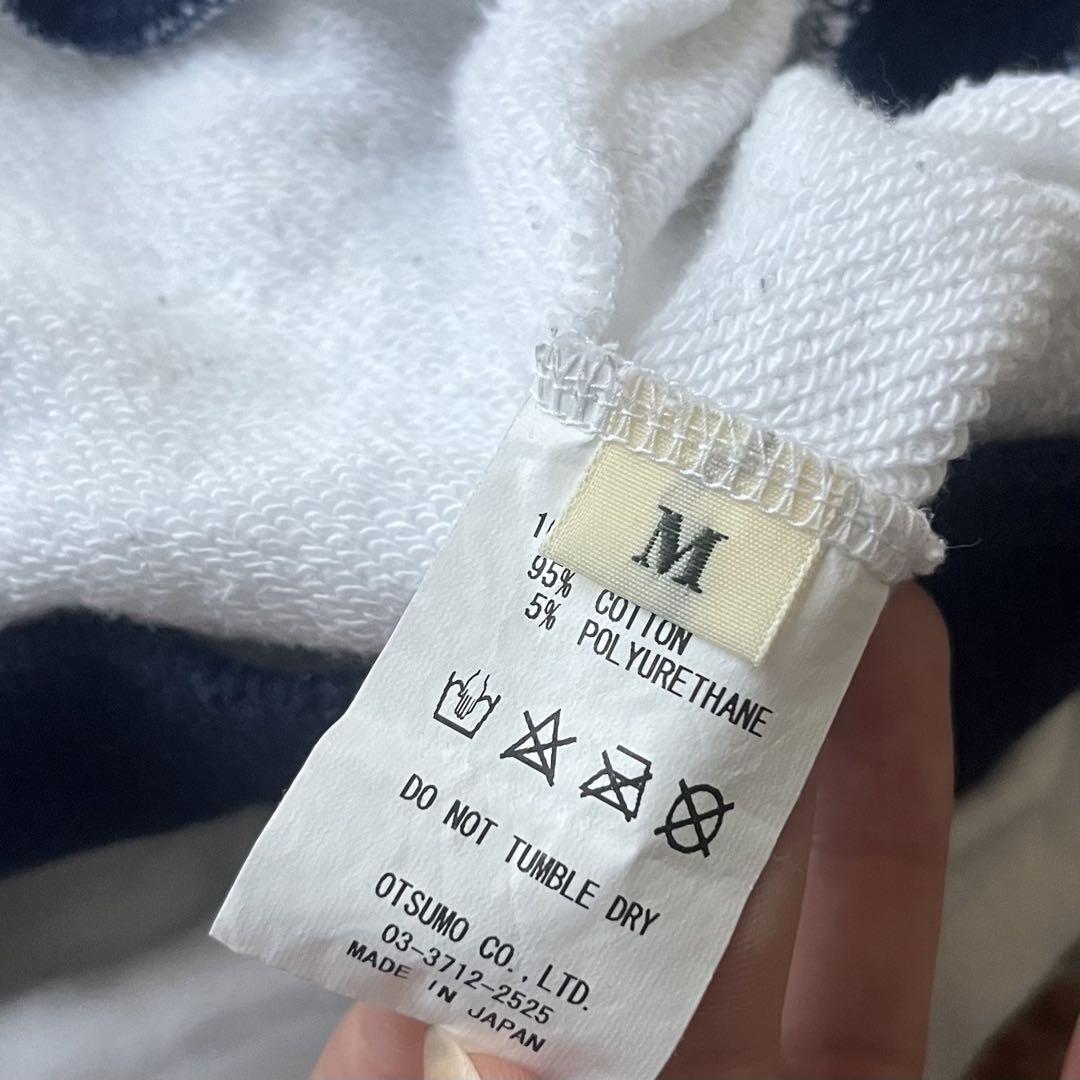 M
95% COTTON
5% POLYURETHANE
DO NOT TUMBLE DRY
OTSUMO CO., LTD.
03-3712-2525
MADE IN JAPAN